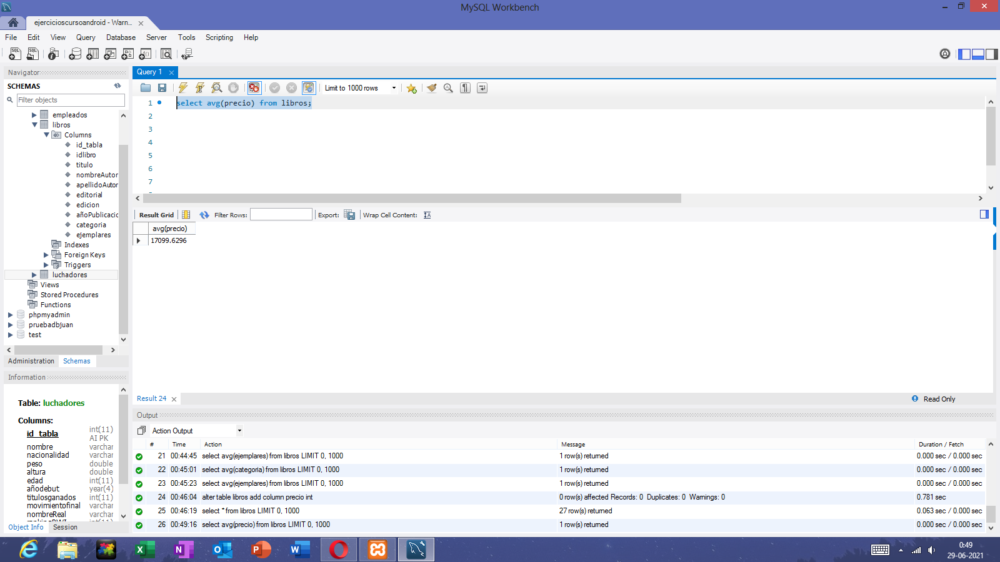 MySQL Workbench
ejercicioscursoandroid - Warn...
File Edit View Query Database Server Tools Scripting Help
Navigator
SCHEMAS
Filter objects
empleados
libros
Columns
id_tabla
idlibro
titulo
nombreAutor
apellidoAutor
editorial
edicion
añoPublicacic
categoria
ejemplares
Indexes
Foreign Keys
Triggers
luchadores
Views
Stored Procedures
Functions
phpmyadmin
pruebadbjuan
test
Administration Schemas
Information
Table: luchadores
Columns:
id_tabla int(11)
AI PK
nombre varchar
nacionalidad varchar
peso double
altura double
edad int(11)
añodebut year(4)
titulosganados int(11)
movimientofinal varchar
nombreReal varchar
Object Info Session
Query 1
Limit to 1000 rows
1 select avg(precio) from libros;
2
3
4
5
6
7
Result Grid Filter Rows: Export: Wrap Cell Content:
avg(precio)
17099.6296
Result 24
Read Only
Output
Action Output
# Time Action Message Duration / Fetch
21 00:44:45 select avg(ejemplares) from libros LIMIT 0, 1000 1 row(s) returned 0.000 sec / 0.000 sec
22 00:45:01 select avg(categoria) from libros LIMIT 0, 1000 1 row(s) returned 0.000 sec / 0.000 sec
23 00:45:23 select avg(ejemplares) from libros LIMIT 0, 1000 1 row(s) returned 0.000 sec / 0.000 sec
24 00:46:04 alter table libros add column precio int 0 row(s) affected Records: 0 Duplicates: 0 Warnings: 0 0.781 sec
25 00:46:19 select * from libros LIMIT 0, 1000 27 row(s) returned 0.063 sec / 0.000 sec
26 00:49:16 select avg(precio) from libros LIMIT 0, 1000 1 row(s) returned 0.000 sec / 0.000 sec
0:49
29-06-2021